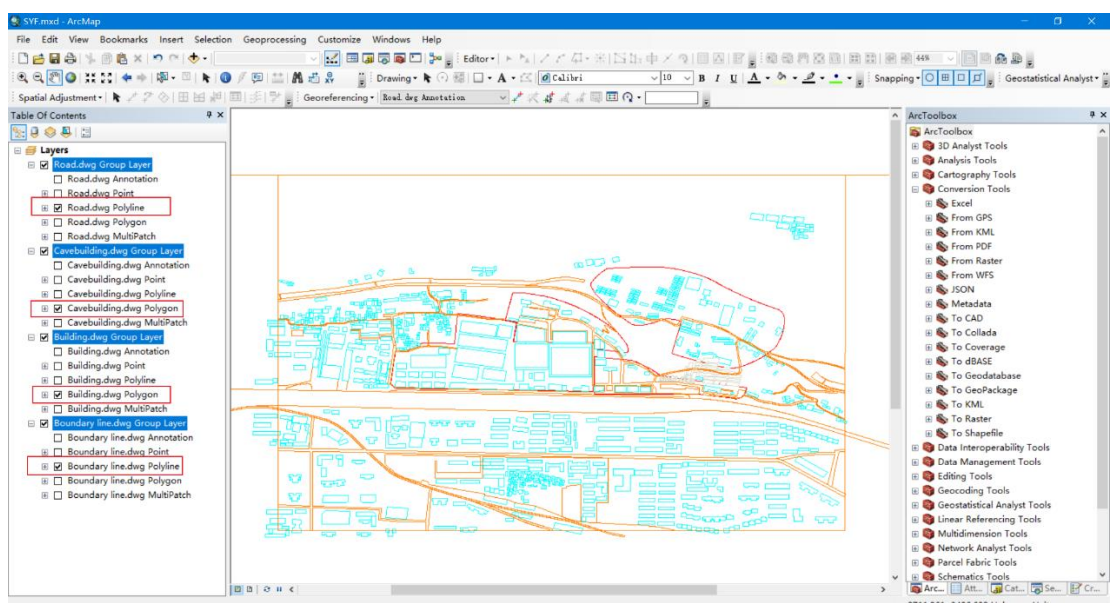 SYF.mxd - ArcMap
File Edit View Bookmarks Insert Selection Geoprocessing Customize Windows Help
Editor 44%
Drawing Calibri 10 B I U A Snapping Geostatistical Analyst
Spatial Adjustment Georeferencing Road.dwg Annotation
Table Of Contents
Layers
Road.dwg Group Layer
Road.dwg Annotation
Road.dwg Point
Road.dwg Polyline
Road.dwg Polygon
Road.dwg MultiPatch
Cavebuilding.dwg Group Layer
Cavebuilding.dwg Annotation
Cavebuilding.dwg Point
Cavebuilding.dwg Polyline
Cavebuilding.dwg Polygon
Cavebuilding.dwg MultiPatch
Building.dwg Group Layer
Building.dwg Annotation
Building.dwg Point
Building.dwg Polyline
Building.dwg Polygon
Building.dwg MultiPatch
Boundary line.dwg Group Layer
Boundary line.dwg Annotation
Boundary line.dwg Point
Boundary line.dwg Polyline
Boundary line.dwg Polygon
Boundary line.dwg MultiPatch
ArcToolbox
ArcToolbox
3D Analyst Tools
Analysis Tools
Cartography Tools
Conversion Tools
Excel
From GPS
From KML
From PDF
From Raster
From WFS
JSON
Metadata
To CAD
To Collada
To Coverage
To dBASE
To Geodatabase
To GeoPackage
To KML
To Raster
To Shapefile
Data Interoperability Tools
Data Management Tools
Editing Tools
Geocoding Tools
Geostatistical Analyst Tools
Linear Referencing Tools
Multidimension Tools
Network Analyst Tools
Parcel Fabric Tools
Schematics Tools
Arc... Att... Cat... Se... Cr...